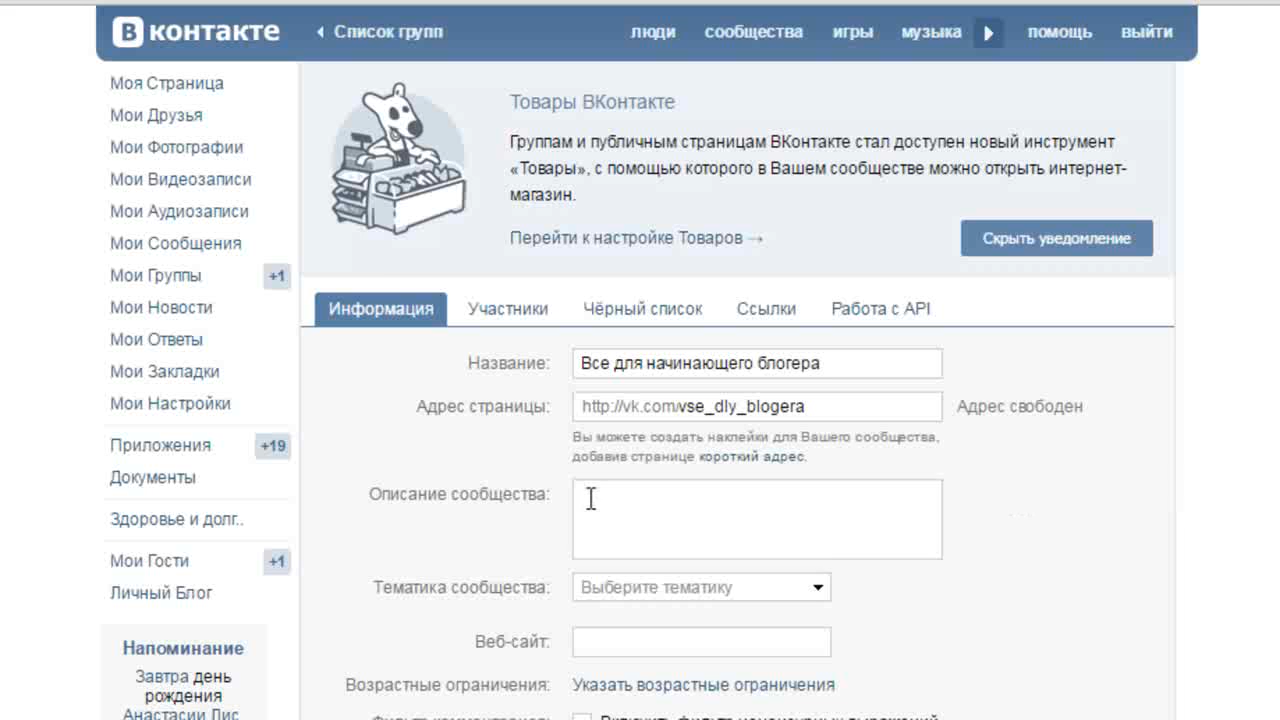 В контакте
Список групп
люди сообщества игры музыка помощь выйти
Моя Страница
Мои Друзья
Мои Фотографии
Мои Видеозаписи
Мои Аудиозаписи
Мои Сообщения
Мои Группы +1
Мои Новости
Мои Ответы
Мои Закладки
Мои Настройки
Приложения +19
Документы
Здоровье и долг..
Мои Гости +1
Личный Блог
Напоминание
Завтра день
рождения
Анастасии Лис
Товары ВКонтакте
Группам и публичным страницам ВКонтакте стал доступен новый инструмент
«Товары», с помощью которого в Вашем сообществе можно открыть интернет-
магазин.
Перейти к настройке Товаров →
Скрыть уведомление
Информация Участники Чёрный список Ссылки Работа с API
Название: Все для начинающего блогера
Адрес страницы: http://vk.com/vse_dly_blogera Адрес свободен
Вы можете создать наклейки для Вашего сообщества,
добавив странице короткий адрес.
Описание сообщества:
Тематика сообщества: Выберите тематику
Веб-сайт:
Возрастные ограничения: Указать возрастные ограничения